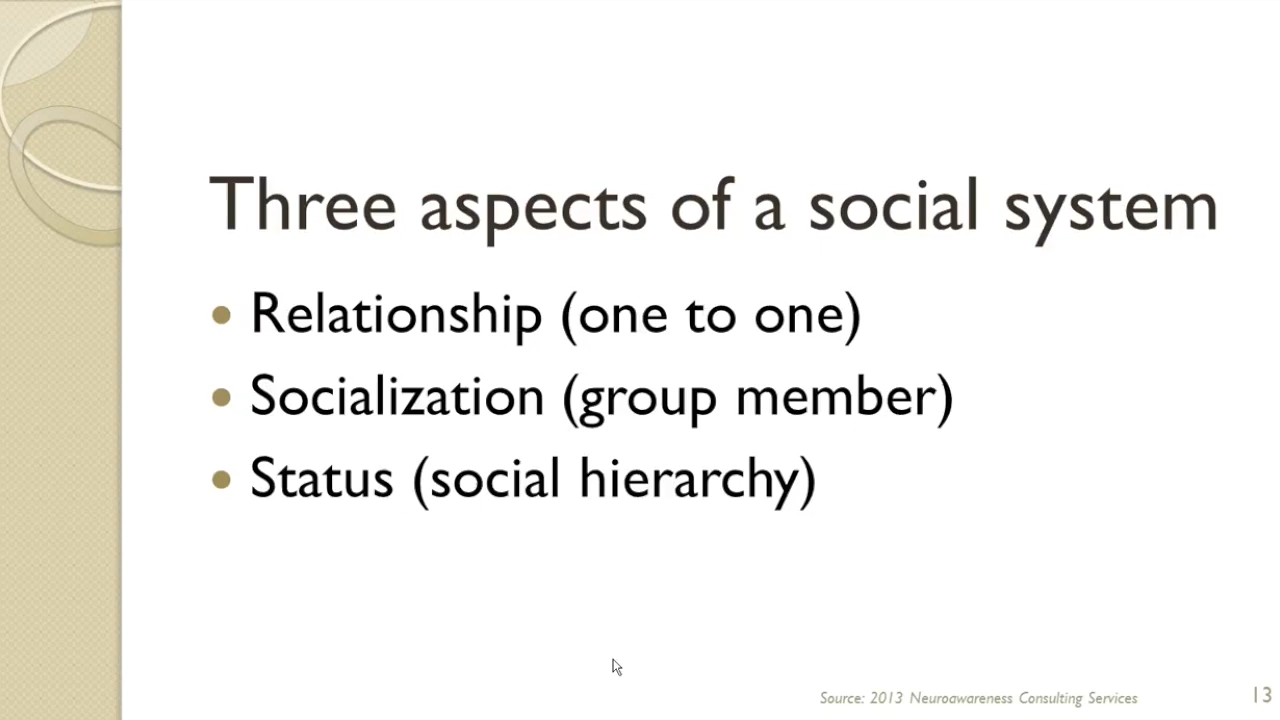 Three aspects of a social system
• Relationship (one to one)
• Socialization (group member)
• Status (social hierarchy)
Source: 2013 Neuroawareness Consulting Services
13